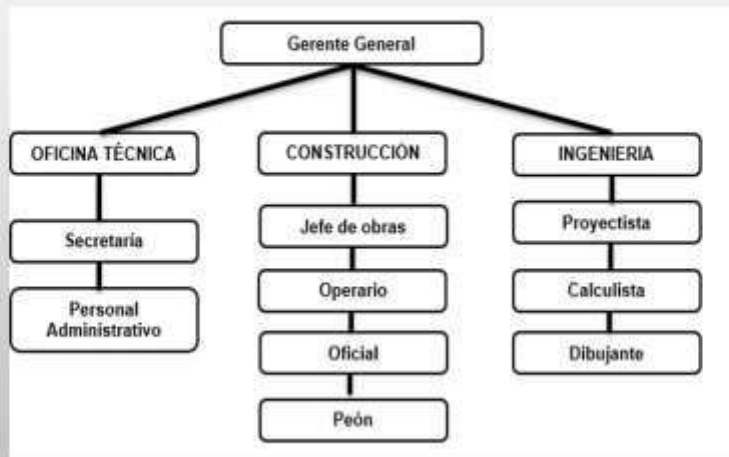 Gerente General
OFICINA TÉCNICA
CONSTRUCCIÓN
INGENIERIA
Secretaría
Personal
Administrativo
Jefe de obras
Operario
Oficial
Peón
Proyectista
Calculista
Dibujante